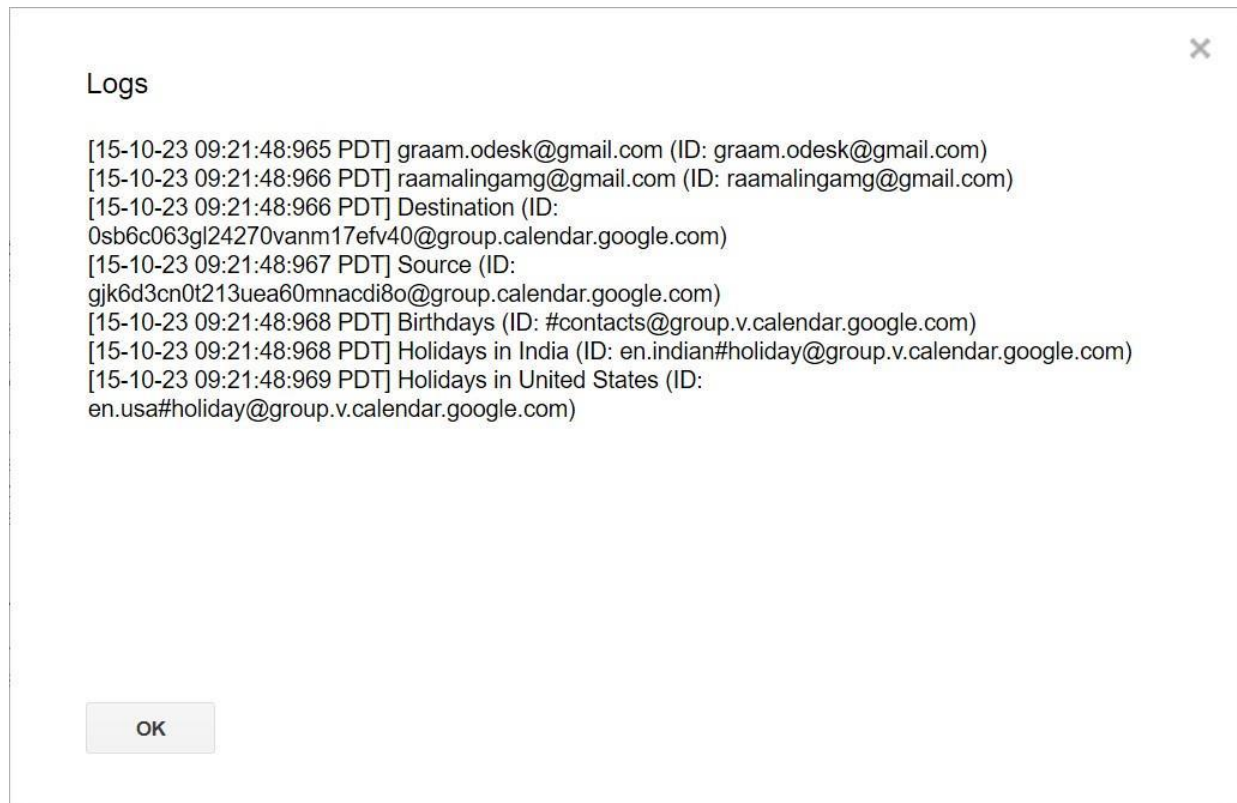 Logs
[15-10-23 09:21:48:965 PDT] graam.odesk@gmail.com (ID: graam.odesk@gmail.com)
[15-10-23 09:21:48:966 PDT] raamalingamg@gmail.com (ID: raamalingamg@gmail.com)
[15-10-23 09:21:48:966 PDT] Destination (ID:
0sb6c063gl24270vanm17efv40@group.calendar.google.com)
[15-10-23 09:21:48:967 PDT] Source (ID:
gjk6d3cn0t213uea60mnacdi8o@group.calendar.google.com)
[15-10-23 09:21:48:968 PDT] Birthdays (ID: #contacts@group.v.calendar.google.com)
[15-10-23 09:21:48:968 PDT] Holidays in India (ID: en.indian#holiday@group.v.calendar.google.com)
[15-10-23 09:21:48:969 PDT] Holidays in United States (ID:
en.usa#holiday@group.v.calendar.google.com)
OK